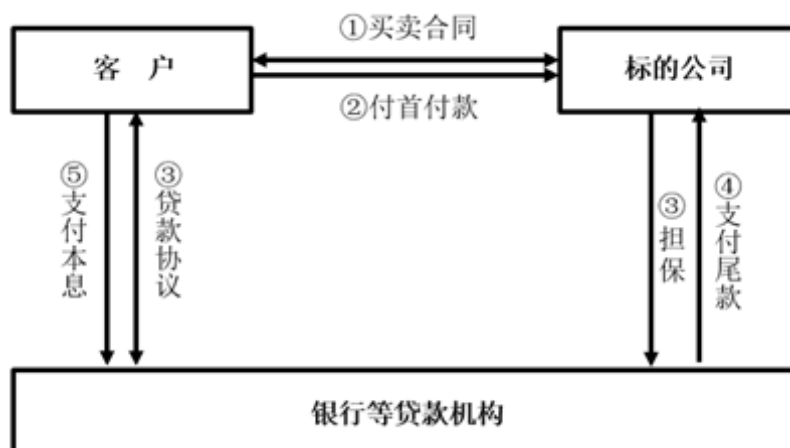 ①买卖合同
客 户
标的公司
②付首付款
⑤支付本息
③贷款协议
③担保
④支付尾款
银行等贷款机构